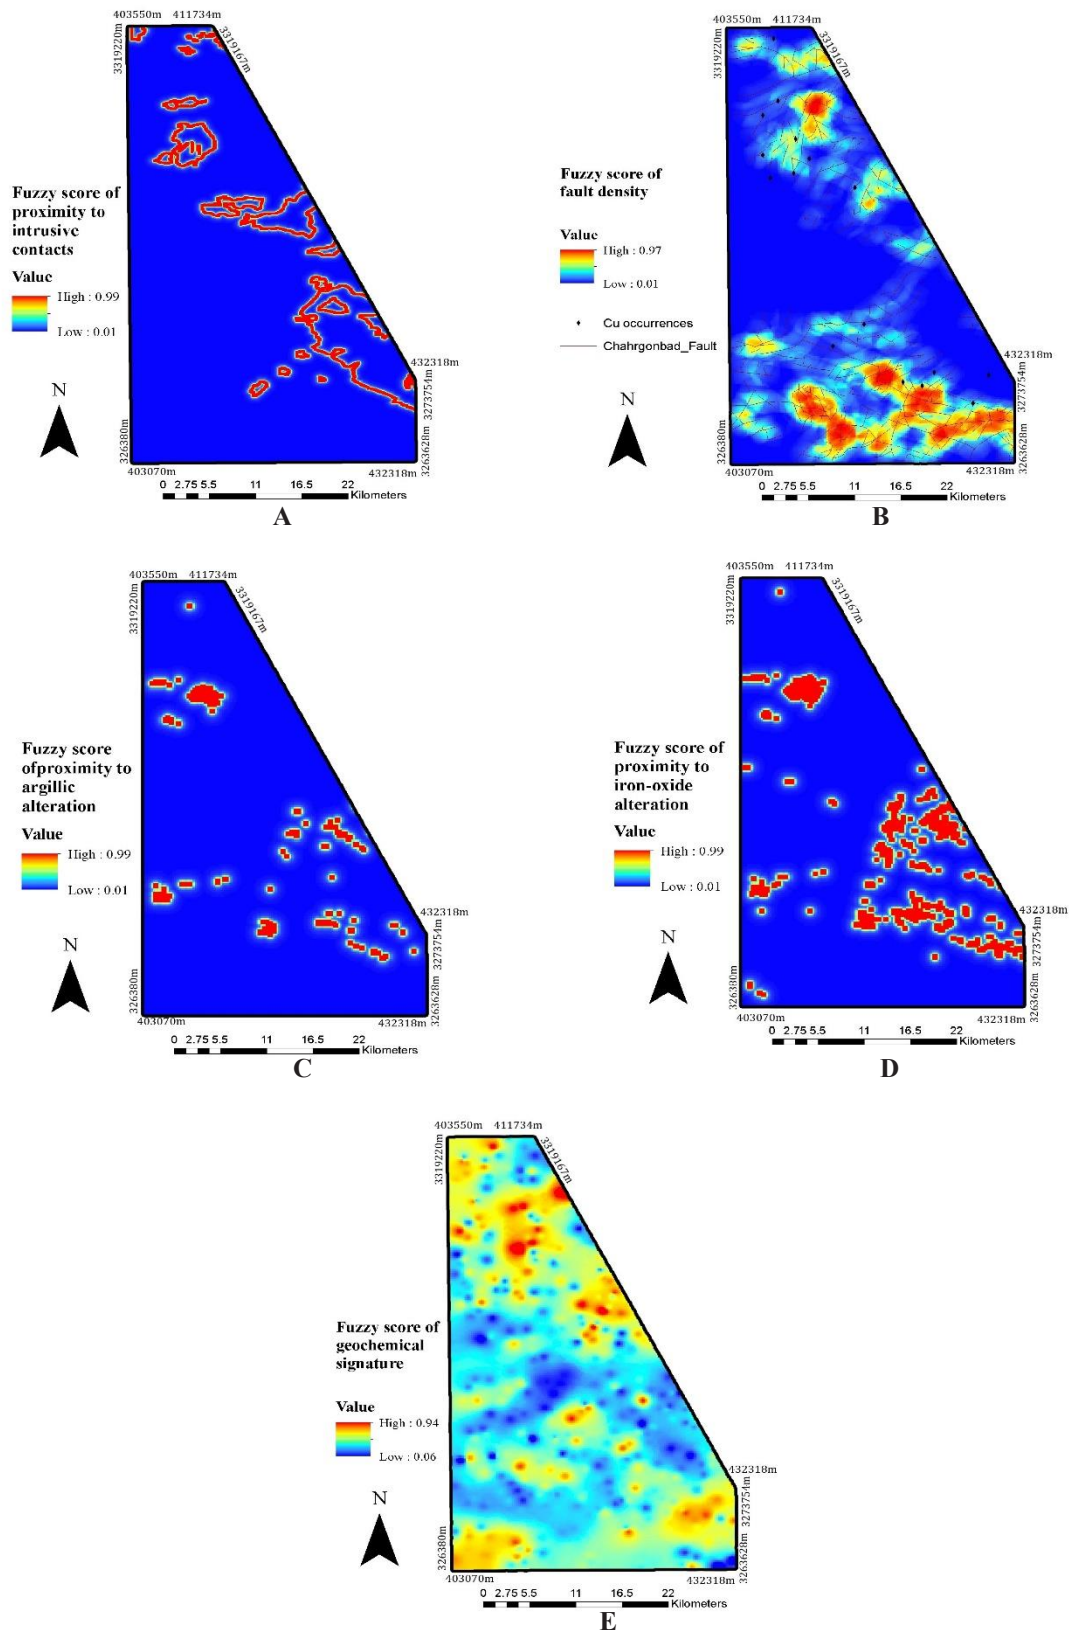 403550m 411734m
3319220m
3319167m
Fuzzy score of
proximity to
intrusive
contacts
Value
High : 0.99
Low : 0.01
N
432318m
3273754m
326380m
3263628m
403070m
432318m
0 2.75 5.5 11 16.5 22
Kilometers
A
403550m 411734m
3319220m
3319167m
Fuzzy score of
fault density
Value
High : 0.97
Low : 0.01
Cu occurrences
Chahrgonbad_Fault
N
432318m
3273754m
326380m
3263628m
403070m
432318m
0 2.75 5.5 11 16.5 22
Kilometers
B
403550m 411734m
3319220m
3319167m
Fuzzy score
ofproximity to
argillic
alteration
Value
High : 0.99
Low : 0.01
N
432318m
3273754m
326380m
3263628m
403070m
432318m
0 2.75 5.5 11 16.5 22
Kilometers
C
403550m 411734m
3319220m
3319167m
Fuzzy score of
proximity to
iron-oxide
alteration
Value
High : 0.99
Low : 0.01
N
432318m
3273754m
326380m
3263628m
403070m
432318m
0 2.75 5.5 11 16.5 22
Kilometers
D
403550m 411734m
3319220m
3319167m
Fuzzy score of
geochemical
signature
Value
High : 0.94
Low : 0.06
N
432318m
3273754m
326380m
3263628m
403070m
432318m
0 2.75 5.5 11 16.5 22
Kilometers
E